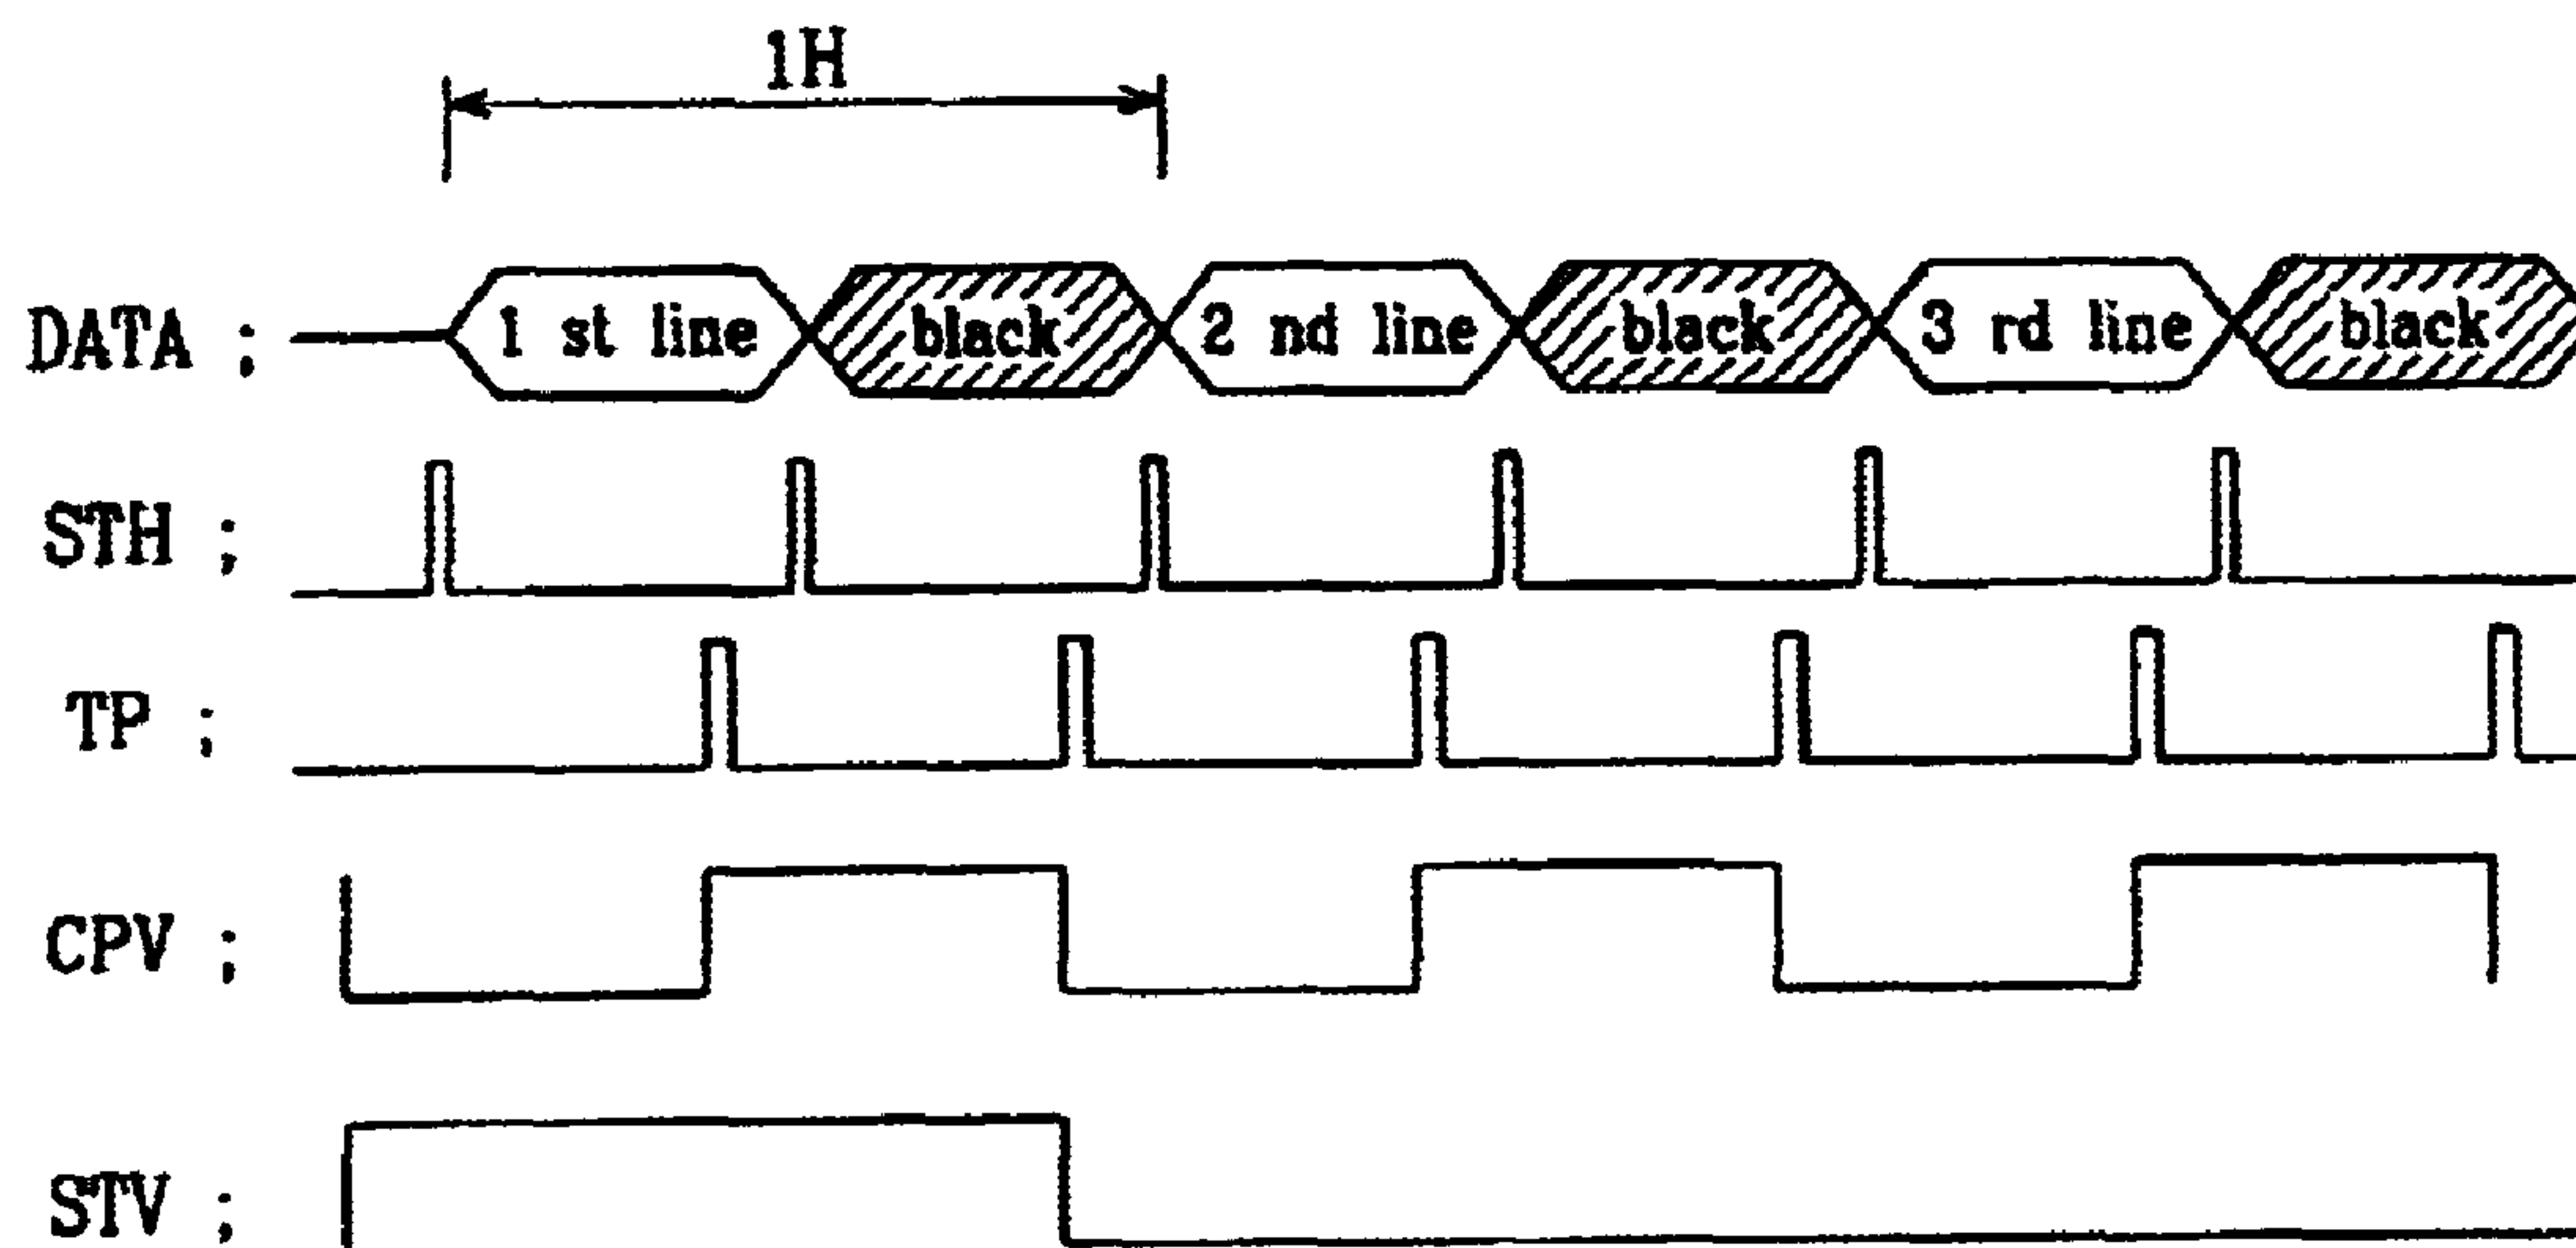 1H
DATA ; 1 st line black 2 nd line black 3 rd line black
STH ;
TP ;
CPV ;
STV ;